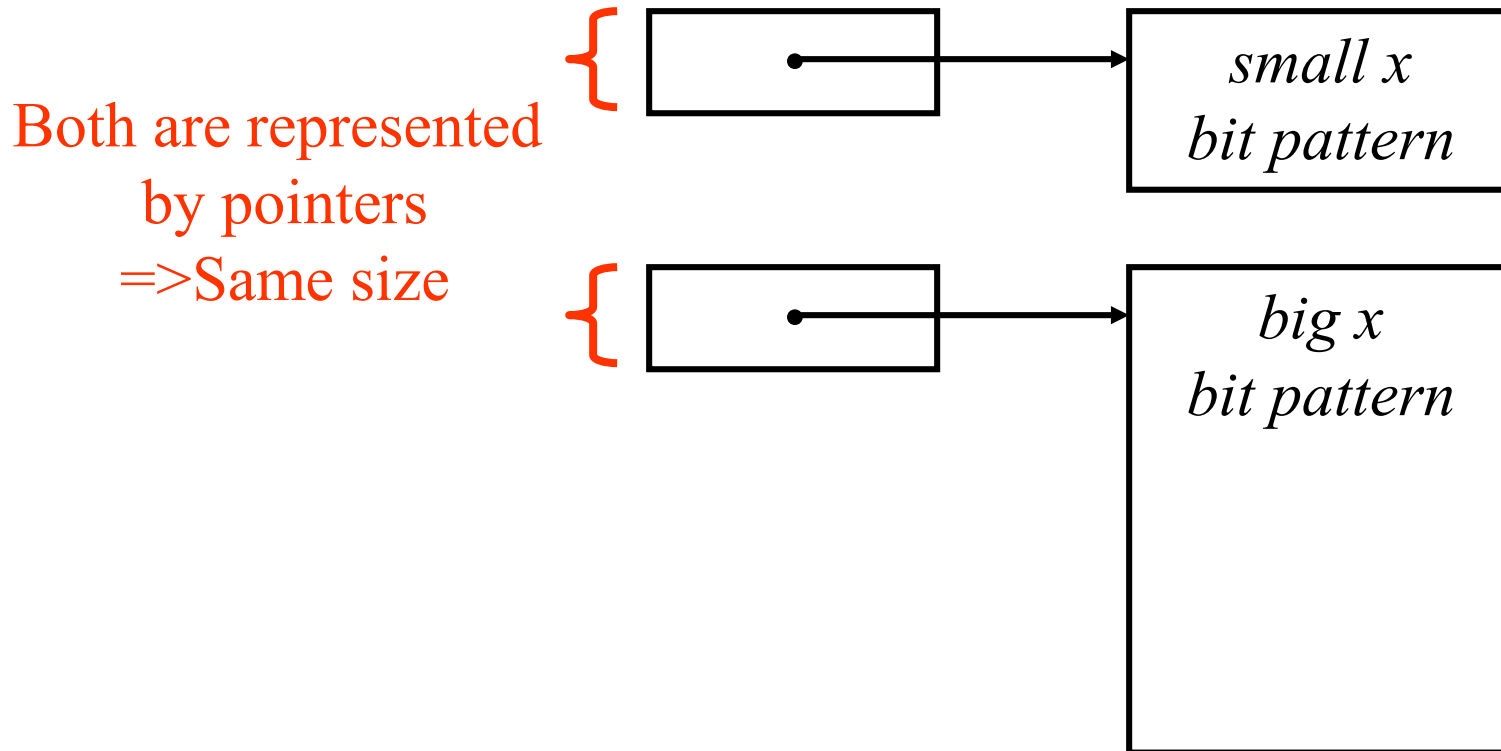 Both are represented
by pointers
=>Same size
small x
bit pattern
big x
bit pattern